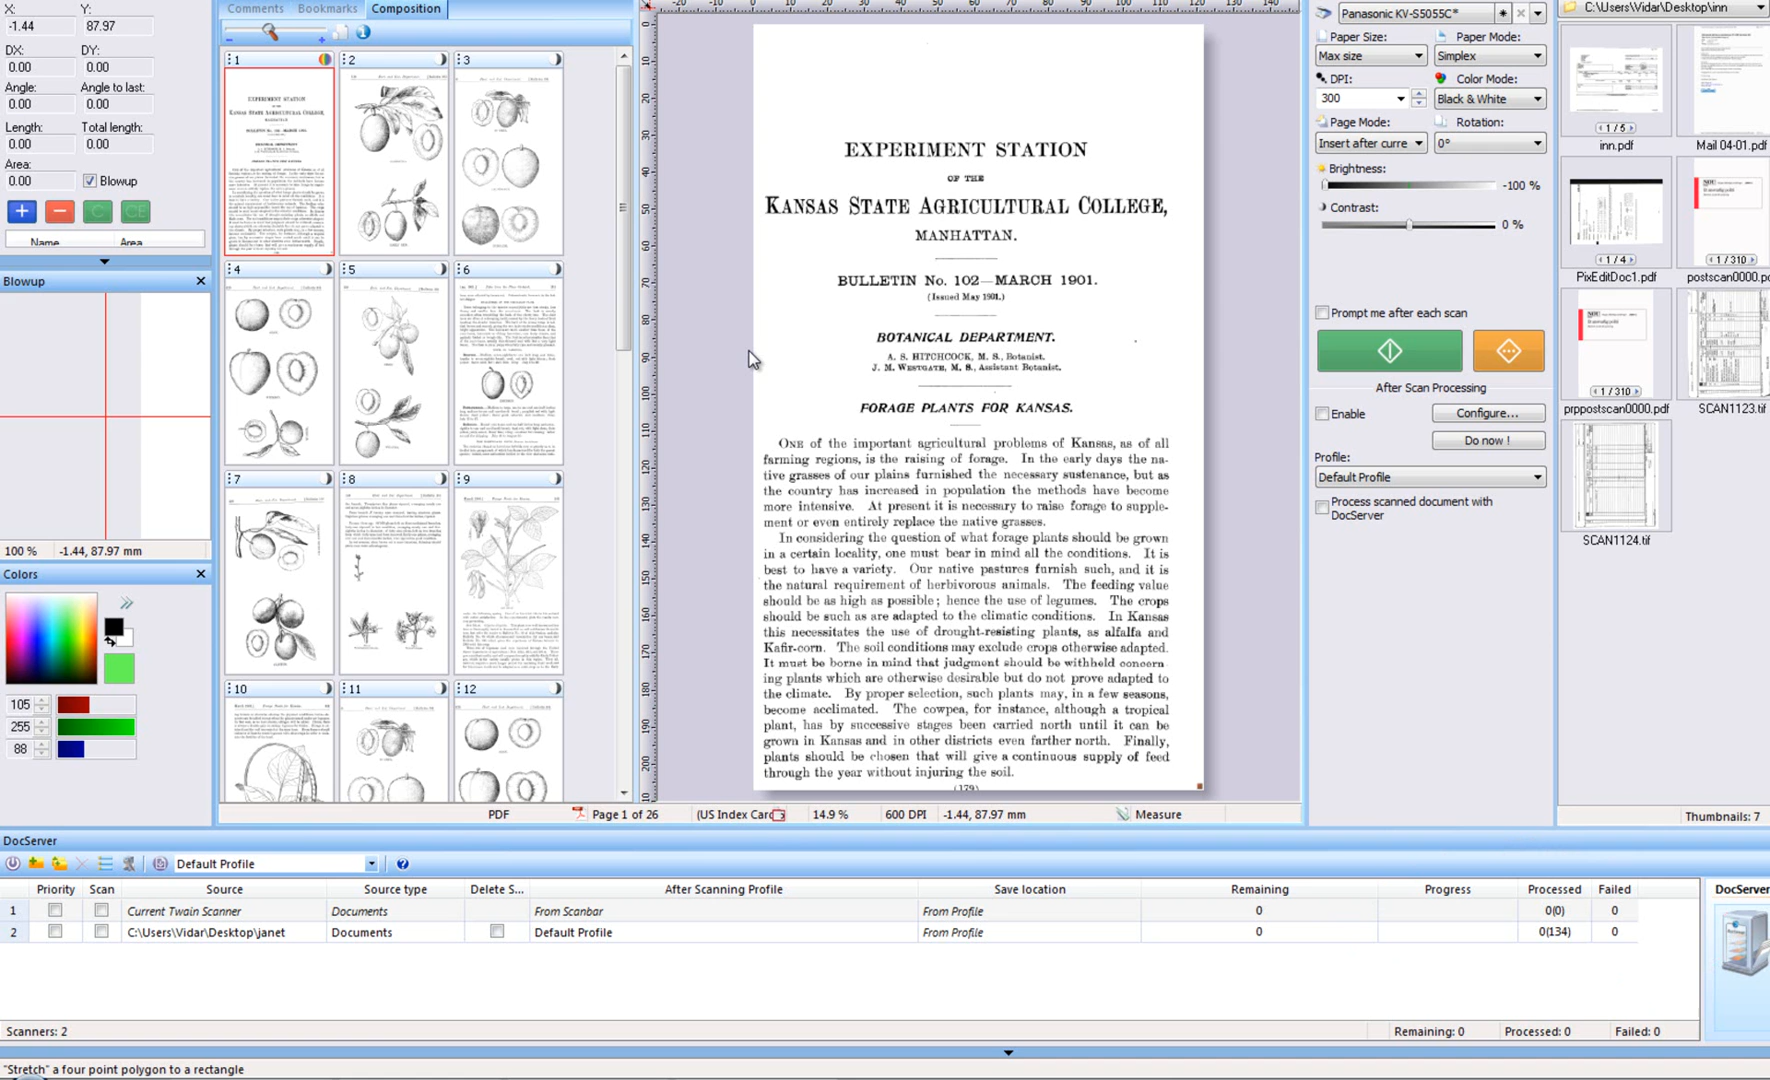 X:
Y:
-1.44
87.97
DX:
DY:
0.00
0.00
Angle:
Angle to last:
0.00
0.00
Length:
Total length:
0.00
0.00
Area:
0.00
Blowup
C
CE
Name
Area
Blowup
100 %
-1.44, 87.97 mm
Colors
105
255
88
Comments
Bookmarks
Composition
1
2
3
4
5
6
7
8
9
10
11
12
EXPERIMENT STATION
OF THE
KANSAS STATE AGRICULTURAL COLLEGE,
MANHATTAN.
BULLETIN No. 102—MARCH 1901.
(Issued May 1901.)
BOTANICAL DEPARTMENT.
A. S. HITCHCOCK, M. S., Botanist.
J. M. WESTGATE, M. S., Assistant Botanist.
FORAGE PLANTS FOR KANSAS.
ONE of the important agricultural problems of Kansas, as of all
farming regions, is the raising of forage. In the early days the na-
tive grasses of our plains furnished the necessary sustenance, but as
the country has increased in population the methods have become
more intensive. At present it is necessary to raise forage to supple-
ment or even entirely replace the native grasses.
In considering the question of what forage plants should be grown
in a certain locality, one must bear in mind all the conditions. It is
best to have a variety. Our native pastures furnish such, and it is
the natural requirement of herbivorous animals. The feeding value
should be as high as possible; hence the use of legumes. The crops
should be such as are adapted to the climatic conditions. In Kansas
this necessitates the use of drought-resisting plants, as alfalfa and
Kafir-corn. The soil conditions may exclude crops otherwise adapted.
It must be borne in mind that judgment should be withheld concern-
ing plants which are otherwise desirable but do not prove adapted to
the climate. By proper selection, such plants may, in a few seasons,
become acclimated. The cowpea, for instance, although a tropical
plant, has by successive stages been carried north until it can be
grown in Kansas and in other districts even farther north. Finally,
plants should be chosen that will give a continuous supply of feed
through the year without injuring the soil.
(179)
PDF
Page 1 of 26
(US Index Card
14.9 %
600 DPI
-1.44, 87.97 mm
Measure
Panasonic KV-S5055C*
Paper Size:
Paper Mode:
Max size
Simplex
DPI:
Color Mode:
300
Black & White
Page Mode:
Rotation:
Insert after curre
0°
Brightness:
-100 %
Contrast:
0 %
Prompt me after each scan
After Scan Processing
Enable
Configure...
Do now !
Profile:
Default Profile
Process scanned document with
DocServer
C:\Users\Vidar\Desktop\inn
1 / 5
inn.pdf
Mail 04-01.pdf
1 / 4
1 / 310
PixEditDoc1.pdf
postscan0000.pd
1 / 310
prppostscan0000.pdf
SCAN1123.tif
SCAN1124.tif
Thumbnails: 7
DocServer
Default Profile
Priority
Scan
Source
Source type
Delete S...
After Scanning Profile
Save location
Remaining
Progress
Processed
Failed
1
Current Twain Scanner
Documents
From Scanbar
From Profile
0
0(0)
0
2
C:\Users\Vidar\Desktop\janet
Documents
Default Profile
From Profile
0
0(134)
0
DocServer
Scanners: 2
Remaining: 0
Processed: 0
Failed: 0
"Stretch" a four point polygon to a rectangle